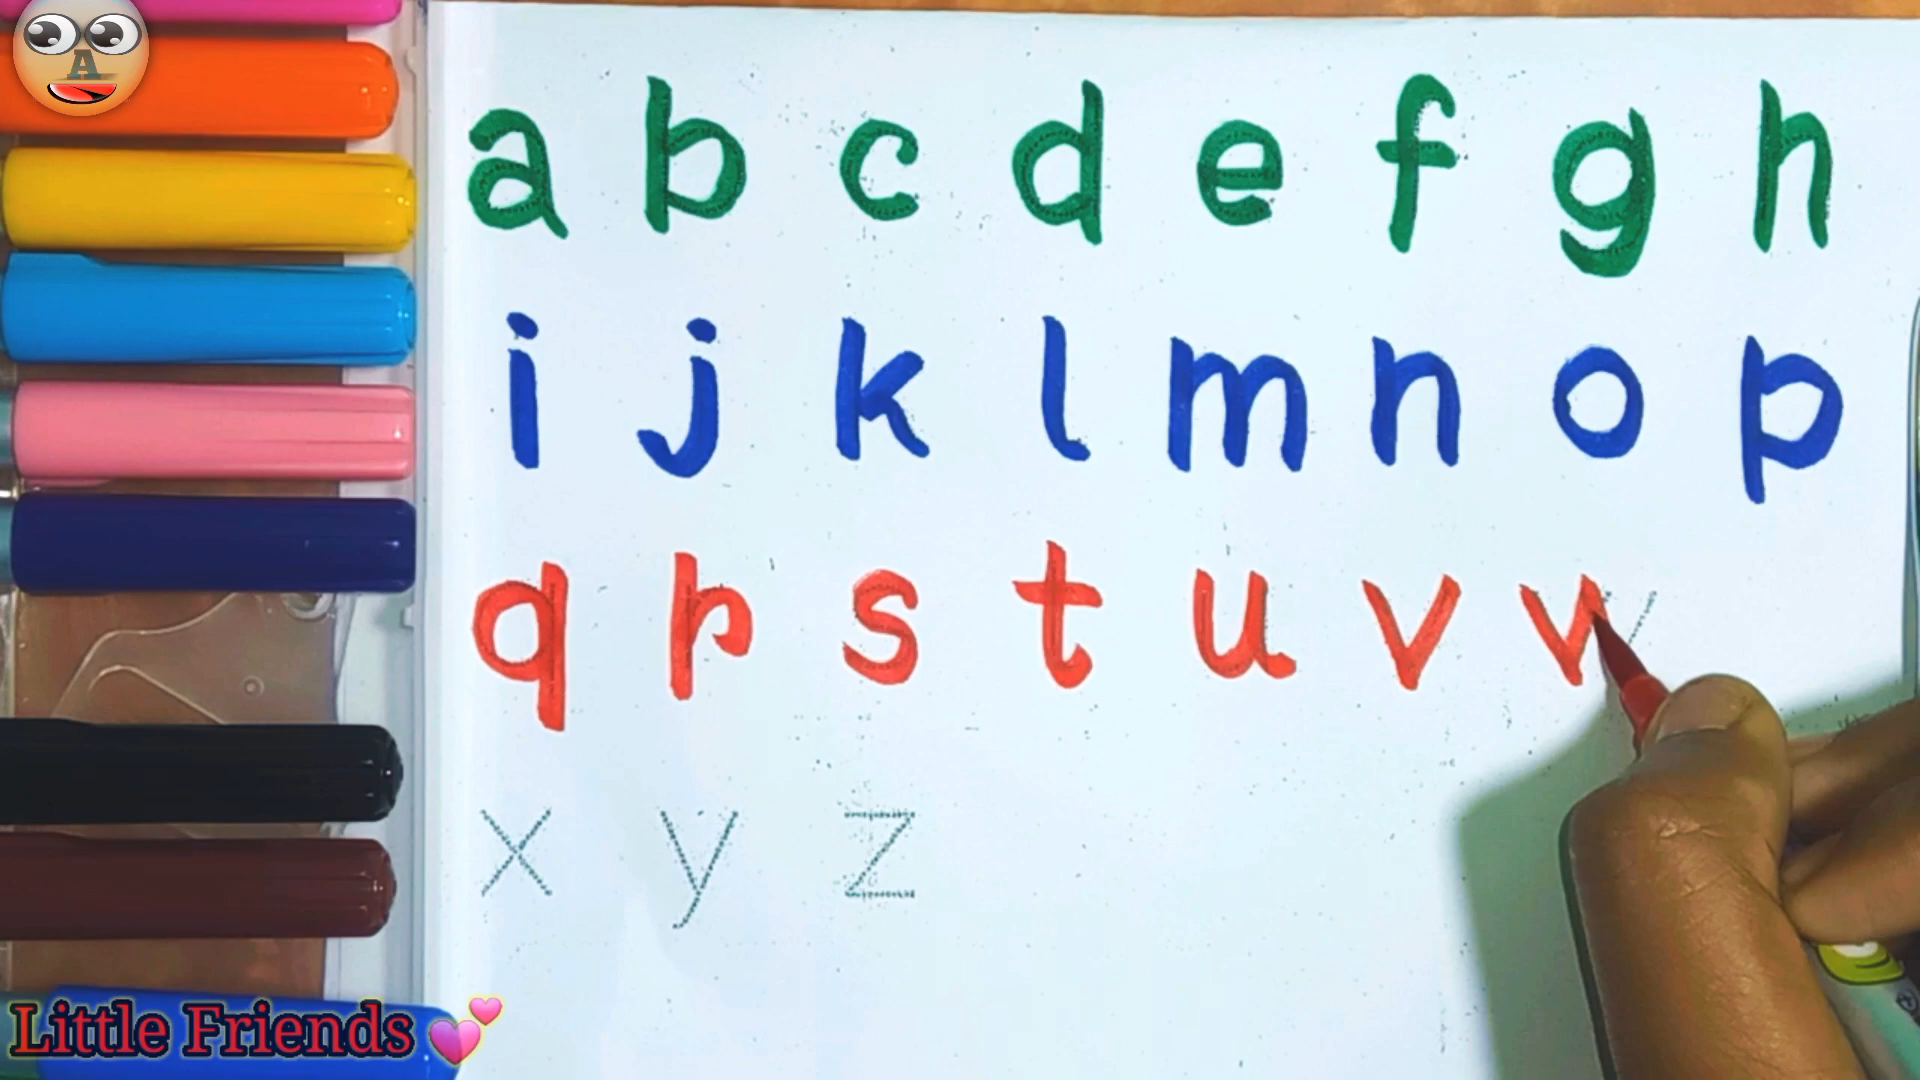 A
a b c d e f g h
i j k l m n o p
q r s t u v w
x y z
Little Friends